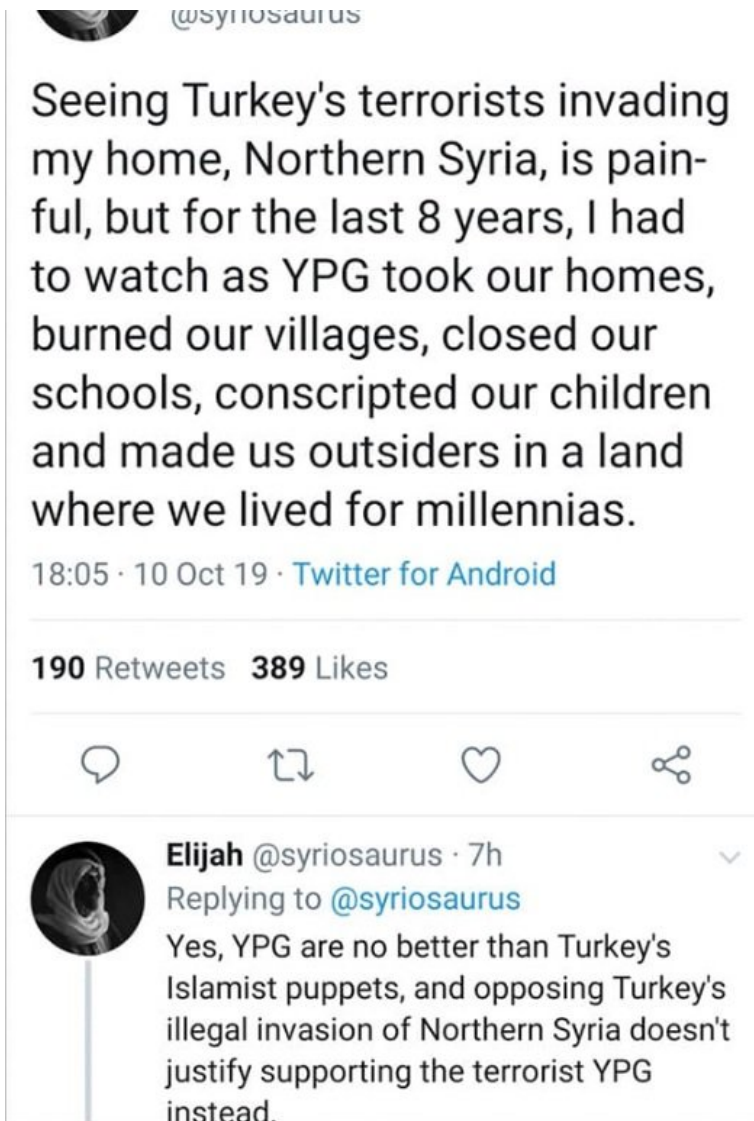 @syriosaurus
Seeing Turkey's terrorists invading
my home, Northern Syria, is pain-
ful, but for the last 8 years, I had
to watch as YPG took our homes,
burned our villages, closed our
schools, conscripted our children
and made us outsiders in a land
where we lived for millennias.
18:05 · 10 Oct 19 · Twitter for Android
190 Retweets 389 Likes
Elijah @syriosaurus · 7h
Replying to @syriosaurus
Yes, YPG are no better than Turkey's
Islamist puppets, and opposing Turkey's
illegal invasion of Northern Syria doesn't
justify supporting the terrorist YPG
instead.